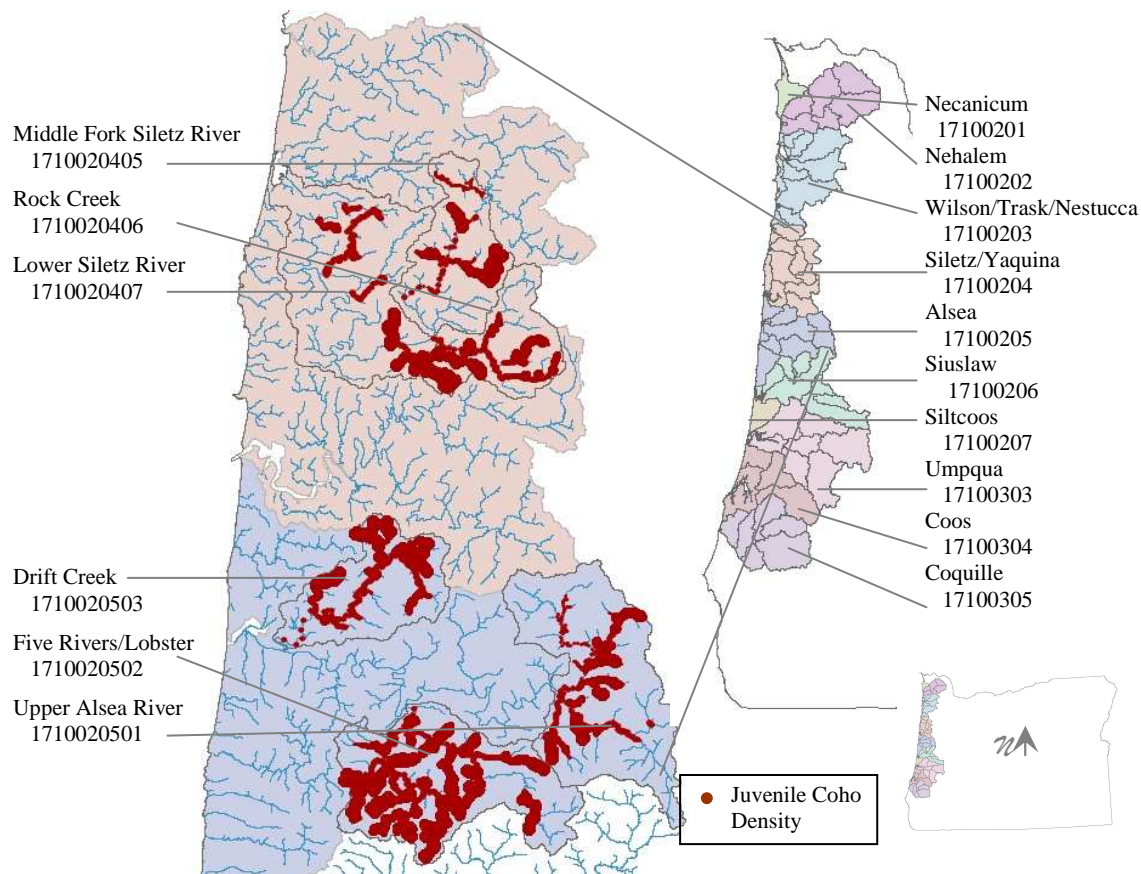 Middle Fork Siletz River
1710020405
Rock Creek
1710020406
Lower Siletz River
1710020407
Drift Creek
1710020503
Five Rivers/Lobster
1710020502
Upper Alsea River
1710020501
Necanicum
17100201
Nehalem
17100202
Wilson/Trask/Nestucca
17100203
Siletz/Yaquina
17100204
Alsea
17100205
Siuslaw
17100206
Siltcoos
17100207
Umpqua
17100303
Coos
17100304
Coquille
17100305
N
Juvenile Coho
Density